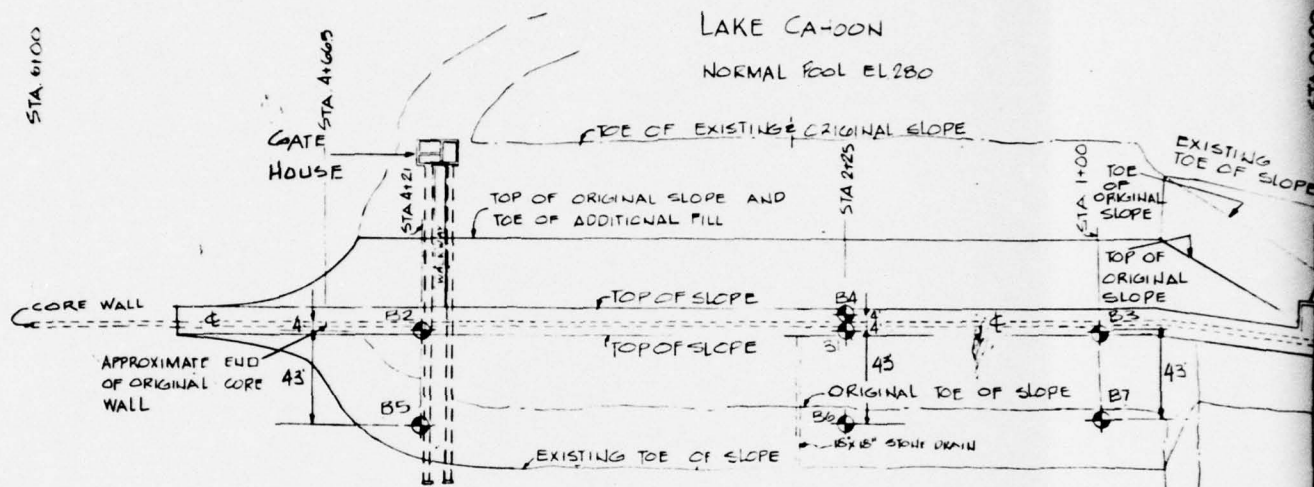 LAKE CA-OON
NORMAL POOL EL.280
STA. 6+00
STA. 4+66.5
GATE
HOUSE
TOE OF EXISTING & ORIGINAL SLOPE
STA 4+21
TOP OF ORIGINAL SLOPE AND
TOE OF ADDITIONAL FILL
STA 2+25
STA. 1+00
TOE
OF
ORIGINAL
SLOPE
EXISTING
TOE OF SLOPE
TOP OF
ORIGINAL
SLOPE
CORE WALL
℄
4'
B2
TOP OF SLOPE
TOP OF SLOPE
B4
4'
4'
℄
B3
APPROXIMATE END
OF ORIGINAL CORE
WALL
43'
B5
43'
43'
ORIGINAL TOE OF SLOPE
B6
B7
18"X18" STONE DRAIN
EXISTING TOE OF SLOPE